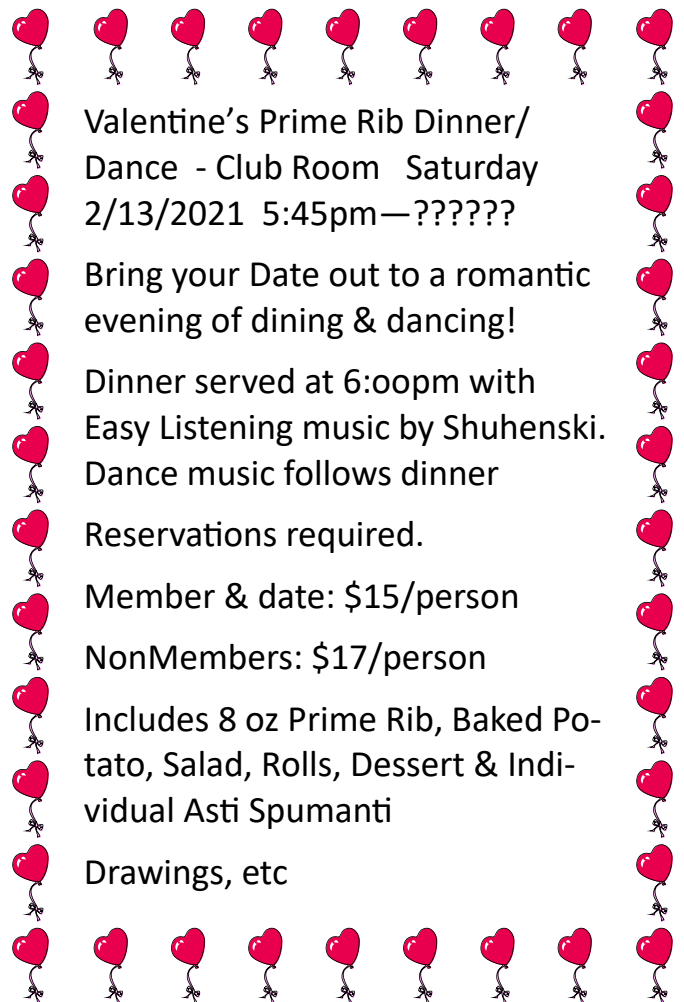 Valentine’s Prime Rib Dinner/
Dance  - Club Room   Saturday
2/13/2021  5:45pm—??????
Bring your Date out to a romantic
evening of dining & dancing!
Dinner served at 6:oopm with
Easy Listening music by Shuhenski.
Dance music follows dinner
Reservations required.
Member & date: $15/person
NonMembers: $17/person
Includes 8 oz Prime Rib, Baked Po-
tato, Salad, Rolls, Dessert & Indi-
vidual Asti Spumanti
Drawings, etc